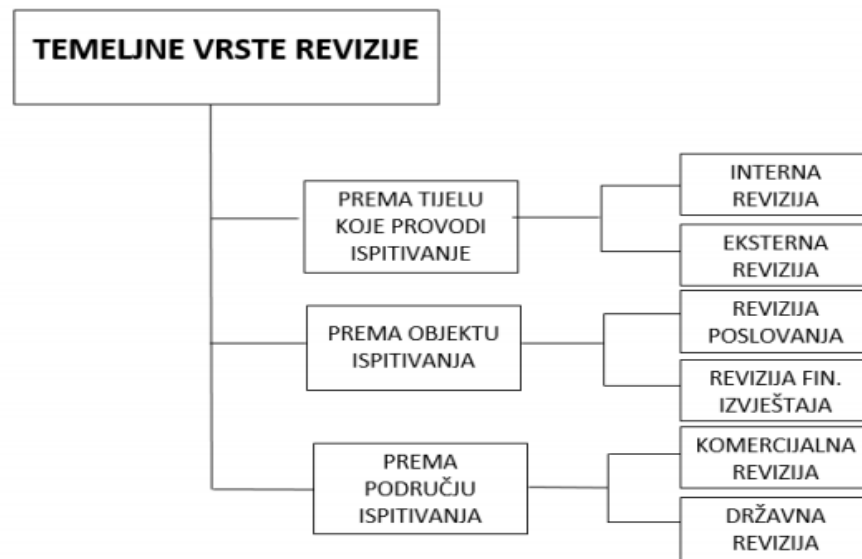 TEMELJNE VRSTE REVIZIJE
PREMA TIJELU
KOJE PROVODI
ISPITIVANJE
INTERNA
REVIZIJA
EKSTERNA
REVIZIJA
PREMA OBJEKTU
ISPITIVANJA
REVIZIJA
POSLOVANJA
REVIZIJA FIN.
IZVJEŠTAJA
PREMA
PODRUČJU
ISPITIVANJA
KOMERCIJALNA
REVIZIJA
DRŽAVNA
REVIZIJA